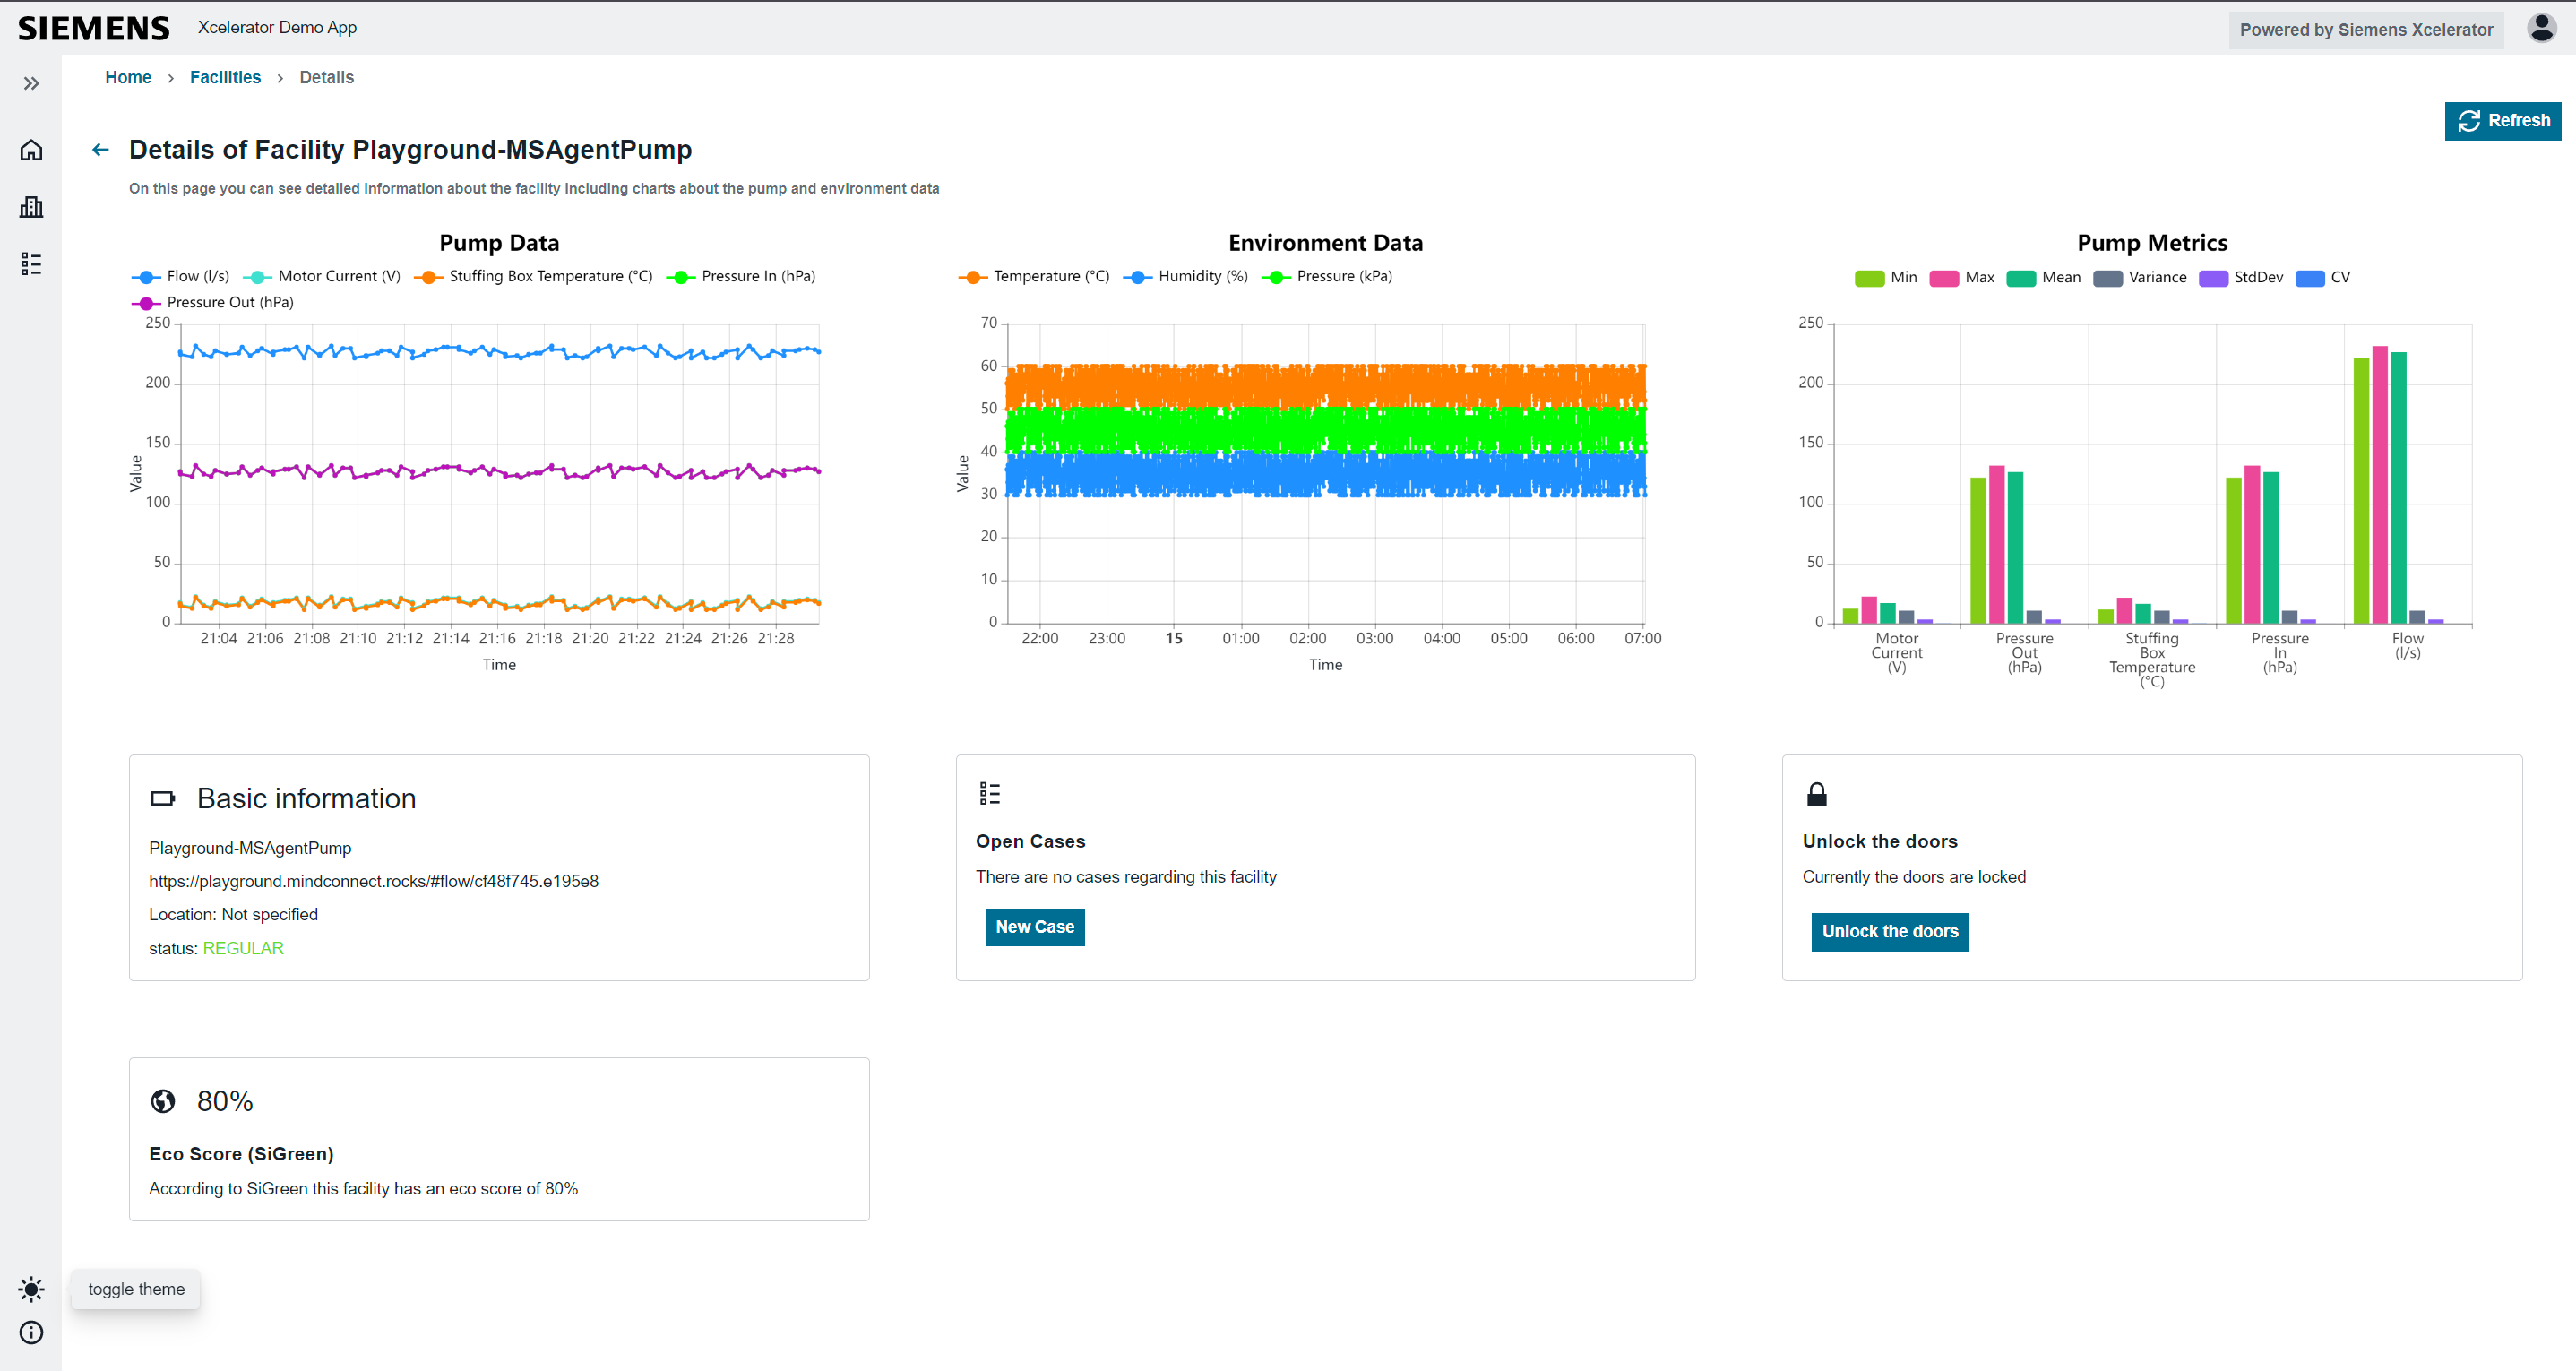 SIEMENS Xcelerator Demo App Powered by Siemens Xcelerator
Home › Facilities › Details
Refresh
Details of Facility Playground-MSAgentPump
On this page you can see detailed information about the facility including charts about the pump and environment data
Pump Data
Flow (l/s) Motor Current (V) Stuffing Box Temperature (°C) Pressure In (hPa)
Pressure Out (hPa)
250
200
150
100
50
0
Value
21:04 21:06 21:08 21:10 21:12 21:14 21:16 21:18 21:20 21:22 21:24 21:26 21:28
Time
Environment Data
Temperature (°C) Humidity (%) Pressure (kPa)
70
60
50
40
30
20
10
0
Value
22:00 23:00 15 01:00 02:00 03:00 04:00 05:00 06:00 07:00
Time
Pump Metrics
Min Max Mean Variance StdDev CV
250
200
150
100
50
0
Motor
Current
(V)
Pressure
Out
(hPa)
Stuffing
Box
Temperature
(°C)
Pressure
In
(hPa)
Flow
(l/s)
Basic information
Playground-MSAgentPump
https://playground.mindconnect.rocks/#flow/cf48f745.e195e8
Location: Not specified
status: REGULAR
Open Cases
There are no cases regarding this facility
New Case
Unlock the doors
Currently the doors are locked
Unlock the doors
80%
Eco Score (SiGreen)
According to SiGreen this facility has an eco score of 80%
toggle theme